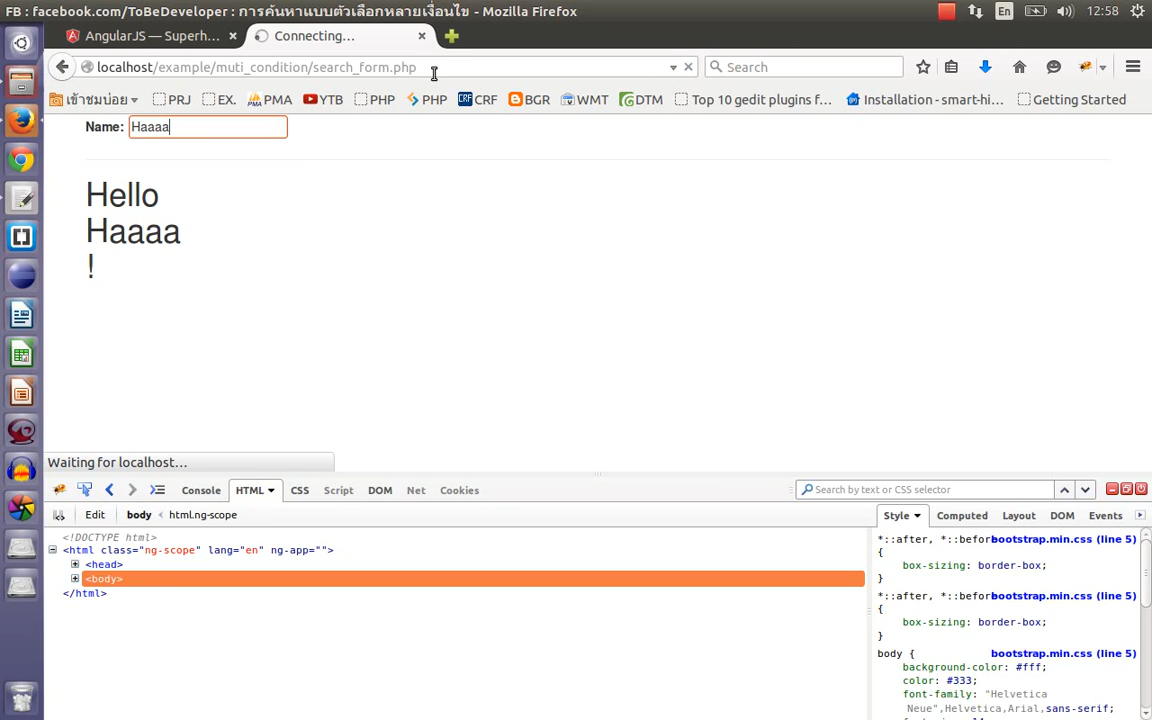 FB : facebook.com/ToBeDeveloper : การค้นหาแบบตัวเลือกหลายเงื่อนไข - Mozilla Firefox
En
12:58
AngularJS — Superh...
Connecting...
localhost/example/muti_condition/search_form.php
Search
เข้าชมบ่อย
PRJ
EX.
PMA
YTB
PHP
PHP
CRF
BGR
WMT
DTM
Top 10 gedit plugins f...
Installation - smart-hi...
Getting Started
Name: Haaaa
Hello
Haaaa
!
Waiting for localhost...
Console
HTML
CSS
Script
DOM
Net
Cookies
Search by text or CSS selector
Edit
body < html.ng-scope
Style
Computed
Layout
DOM
Events
<!DOCTYPE html>
<html class="ng-scope" lang="en" ng-app="">
<head>
<body>
</html>
*::after, *::before bootstrap.min.css (line 5)
{
box-sizing: border-box;
}
*::after, *::before bootstrap.min.css (line 5)
{
box-sizing: border-box;
}
body { bootstrap.min.css (line 5)
background-color: #fff;
color: #333;
font-family: "Helvetica
Neue",Helvetica,Arial,sans-serif;